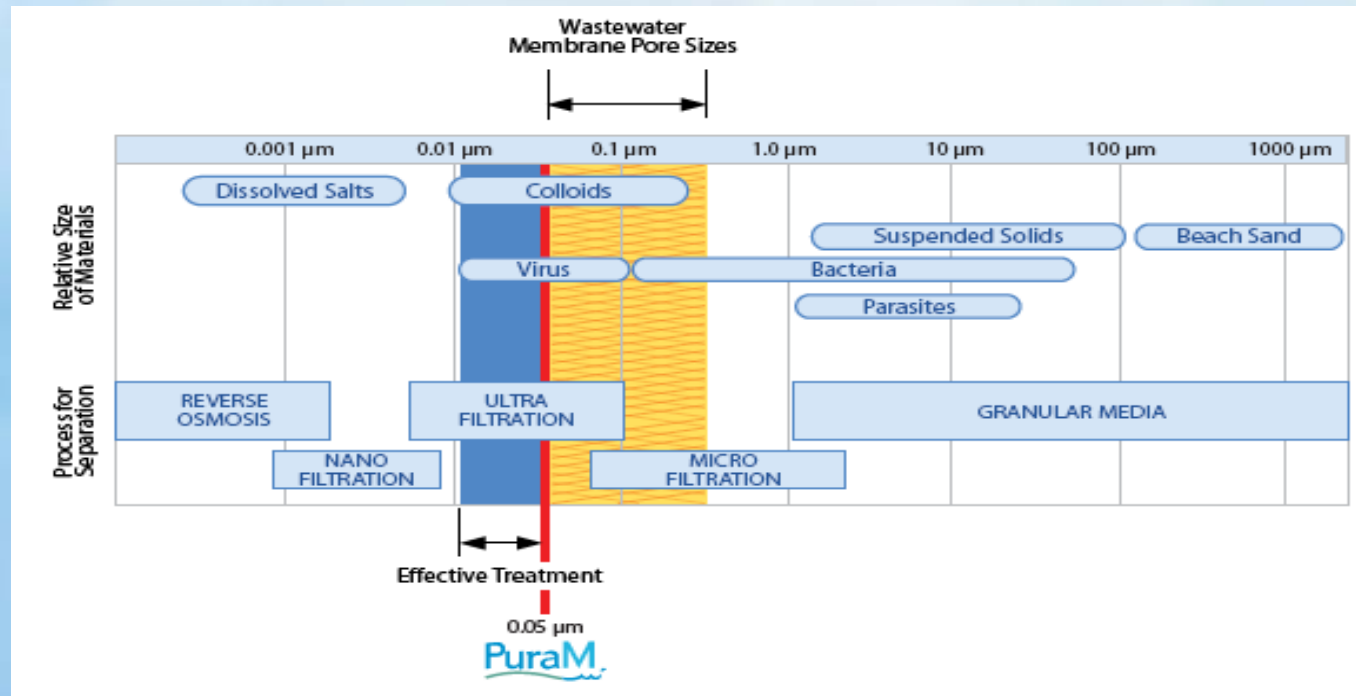 Wastewater
Membrane Pore Sizes
0.001 µm 0.01 µm 0.1 µm 1.0 µm 10 µm 100 µm 1000 µm
Relative Size
of Materials
Dissolved Salts
Colloids
Suspended Solids
Beach Sand
Virus
Bacteria
Parasites
Process for
Separation
REVERSE
OSMOSIS
ULTRA
FILTRATION
GRANULAR MEDIA
NANO
FILTRATION
MICRO
FILTRATION
Effective Treatment
0.05 µm
PuraM